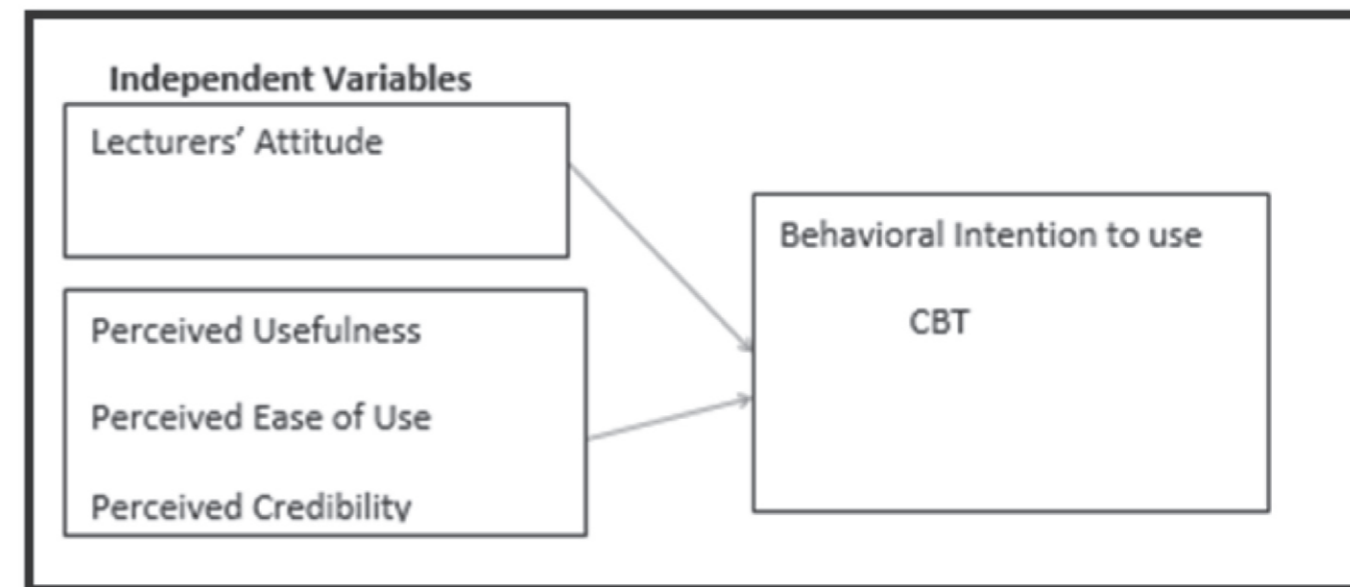 Independent Variables
Lecturers’ Attitude
Perceived Usefulness
Perceived Ease of Use
Perceived Credibility
Behavioral Intention to use
CBT